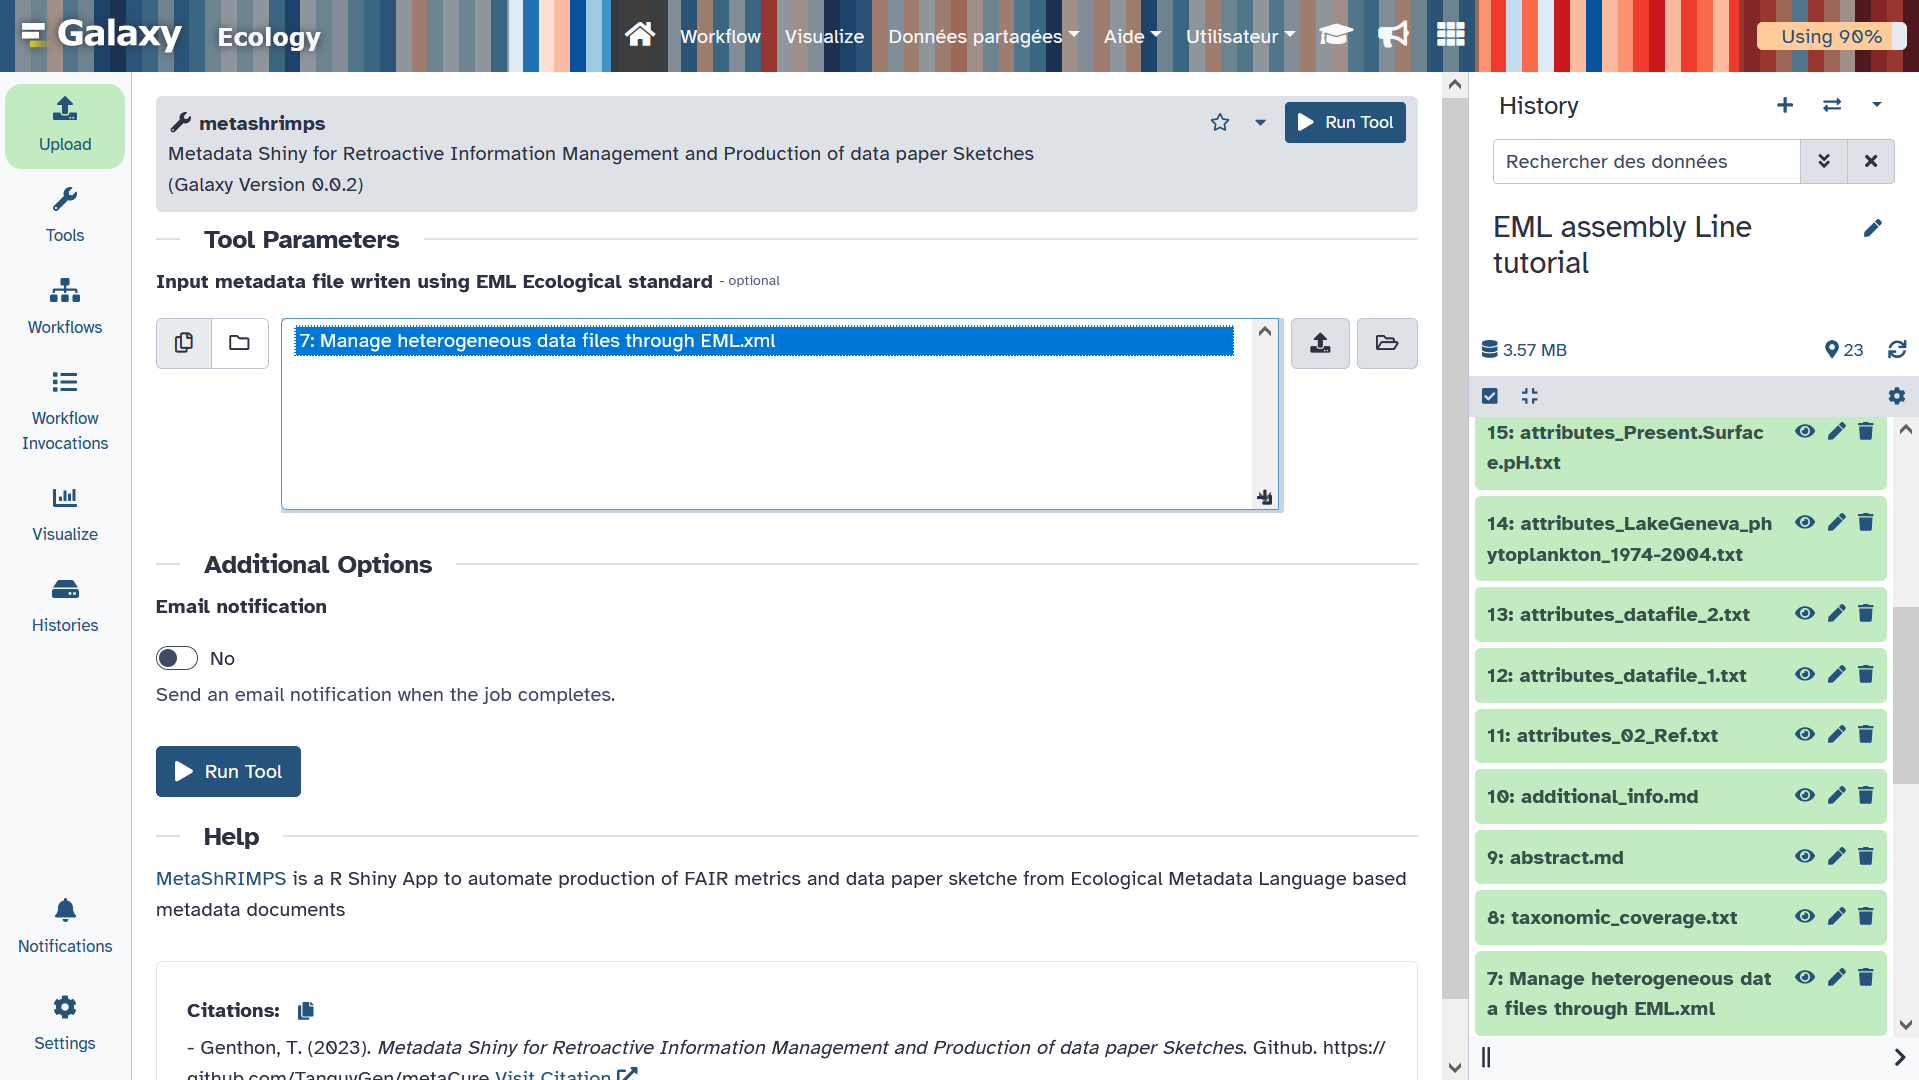 Galaxy Ecology Workflow Visualize Données partagées Aide Utilisateur Using 90%
Upload
Tools
Workflows
Workflow
Invocations
Visualize
Histories
Notifications
Settings
metashrimps
Run Tool
Metadata Shiny for Retroactive Information Management and Production of data paper Sketches
(Galaxy Version 0.0.2)
Tool Parameters
Input metadata file writen using EML Ecological standard - optional
7: Manage heterogeneous data files through EML.xml
Additional Options
Email notification
No
Send an email notification when the job completes.
Run Tool
Help
MetaShRIMPS is a R Shiny App to automate production of FAIR metrics and data paper sketche from Ecological Metadata Language based
metadata documents
Citations:
- Genthon, T. (2023). Metadata Shiny for Retroactive Information Management and Production of data paper Sketches. Github. https://
github.com/TanguyGen/metaCure Visit Citation
History
Rechercher des données
EML assembly Line
tutorial
3.57 MB
23
15: attributes_Present.Surfac
e.pH.txt
14: attributes_LakeGeneva_ph
ytoplankton_1974-2004.txt
13: attributes_datafile_2.txt
12: attributes_datafile_1.txt
11: attributes_02_Ref.txt
10: additional_info.md
9: abstract.md
8: taxonomic_coverage.txt
7: Manage heterogeneous dat
a files through EML.xml